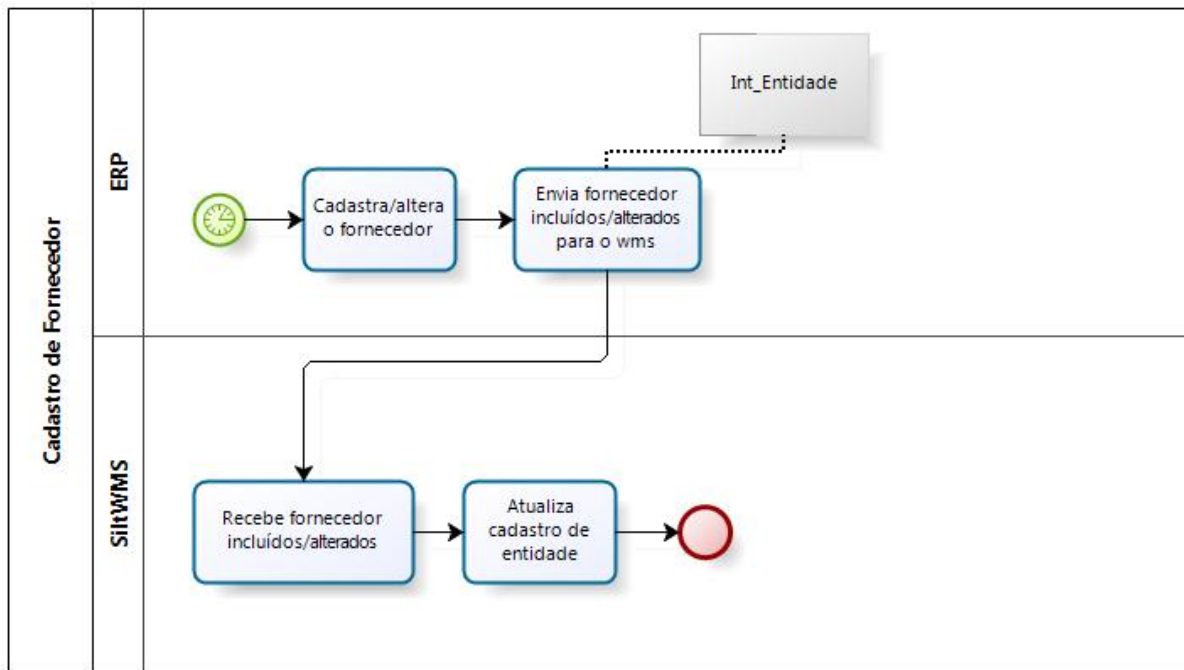 Cadastro de Fornecedor
ERP
Int_Entidade
Cadastra/altera
o fornecedor
Envia fornecedor
incluídos/alterados
para o wms
SiltWMS
Recebe fornecedor
incluídos/alterados
Atualiza
cadastro de
entidade